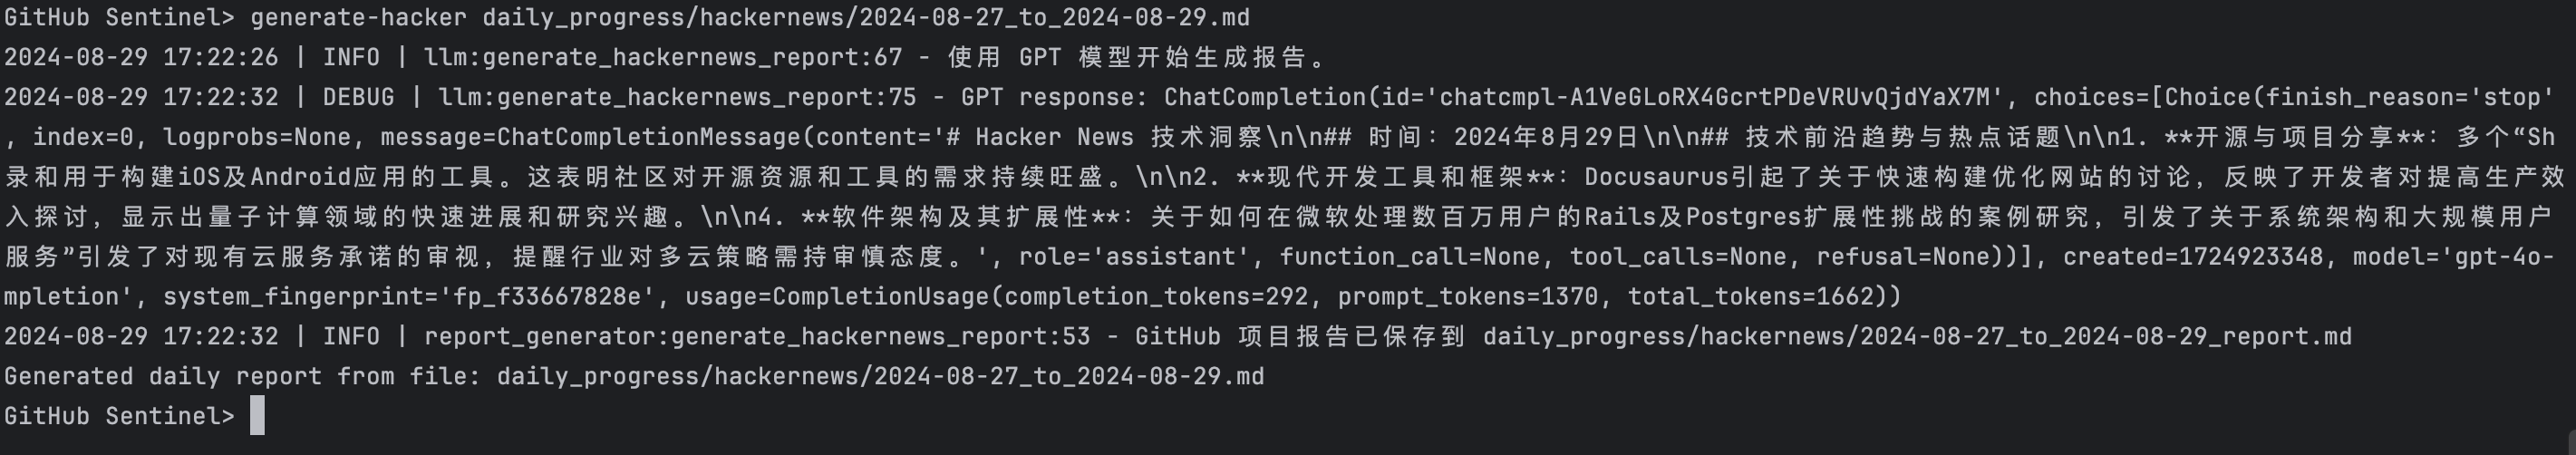 GitHub Sentinel> generate-hacker daily_progress/hackernews/2024-08-27_to_2024-08-29.md
2024-08-29 17:22:26 | INFO | llm:generate_hackernews_report:67 - 使用 GPT 模型开始生成报告。
2024-08-29 17:22:32 | DEBUG | llm:generate_hackernews_report:75 - GPT response: ChatCompletion(id='chatcmpl-A1VeGLoRX4GcrtPDeVRUvQjdYaX7M', choices=[Choice(finish_reason='stop'
, index=0, logprobs=None, message=ChatCompletionMessage(content='# Hacker News 技术洞察\n\n## 时间：2024年8月29日\n\n## 技术前沿趋势与热点话题\n\n1. **开源与项目分享**：多个“Sh
录和用于构建iOS及Android应用的工具。这表明社区对开源资源和工具的需求持续旺盛。\n\n2. **现代开发工具和框架**：Docusaurus引起了关于快速构建优化网站的讨论，反映了开发者对提高生产效
入探讨，显示出量子计算领域的快速进展和研究兴趣。\n\n4. **软件架构及其扩展性**：关于如何在微软处理数百万用户的Rails及Postgres扩展性挑战的案例研究，引发了关于系统架构和大规模用户
服务”引发了对现有云服务承诺的审视，提醒行业对多云策略需持审慎态度。', role='assistant', function_call=None, tool_calls=None, refusal=None))], created=1724923348, model='gpt-4o-
mpletion', system_fingerprint='fp_f33667828e', usage=CompletionUsage(completion_tokens=292, prompt_tokens=1370, total_tokens=1662))
2024-08-29 17:22:32 | INFO | report_generator:generate_hackernews_report:53 - GitHub 项目报告已保存到 daily_progress/hackernews/2024-08-27_to_2024-08-29_report.md
Generated daily report from file: daily_progress/hackernews/2024-08-27_to_2024-08-29.md
GitHub Sentinel>